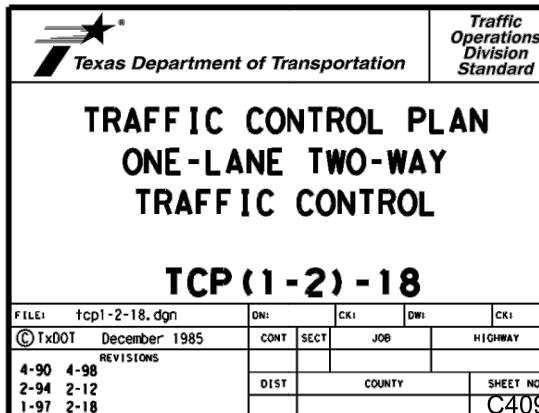 Texas Department of Transportation
Traffic
Operations
Division
Standard
TRAFFIC CONTROL PLAN
ONE-LANE TWO-WAY
TRAFFIC CONTROL
TCP(1-2)-18
FILE: tcp1-2-18.dgn DN: CK: DW: CK:
© TxDOT December 1985 CONT SECT JOB HIGHWAY
REVISIONS
4-90 4-98
2-94 2-12 DIST COUNTY SHEET NO
1-97 2-18 C409